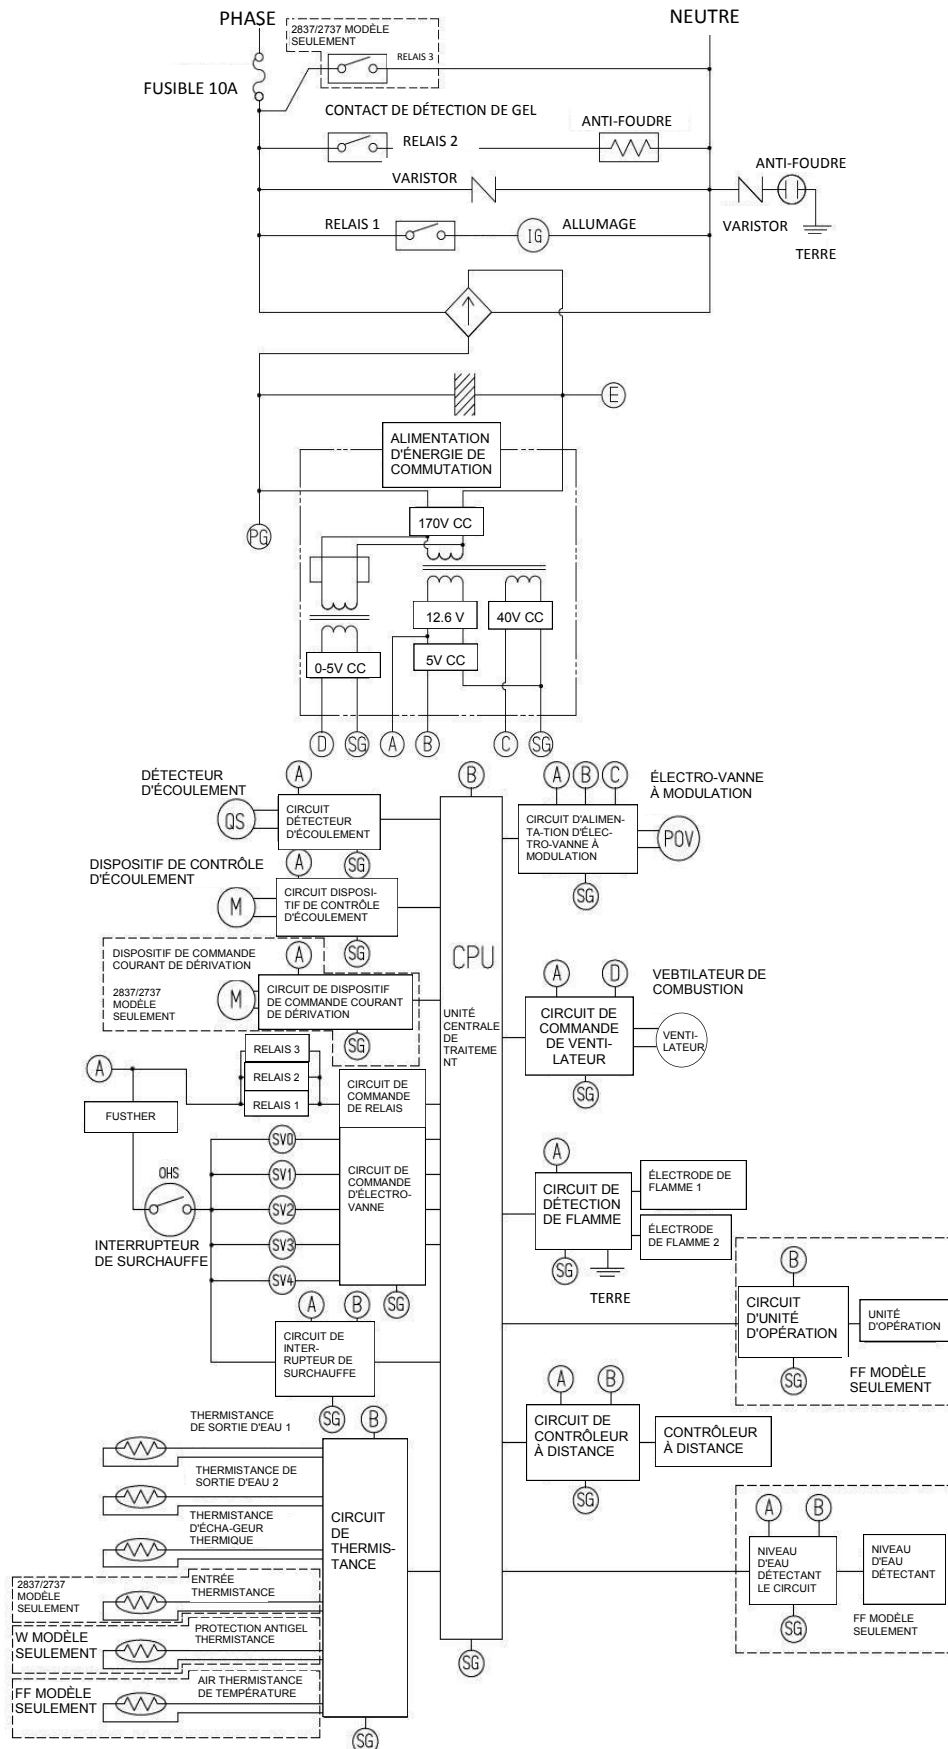 PHASE
NEUTRE
2837/2737 MODÈLE
SEULEMENT
RELAIS 3
FUSIBLE 10A
CONTACT DE DÉTECTION DE GEL
ANTI-FOUDRE
RELAIS 2
VARISTOR
ANTI-FOUDRE
RELAIS 1
IG
ALLUMAGE
VARISTOR
TERRE
E
ALIMENTATION
D'ÉNERGIE DE
COMMUTATION
170V CC
PG
12.6 V
40V CC
0-5V CC
5V CC
D
SG
A
B
C
SG
DÉTECTEUR
D'ÉCOULEMENT
A
QS
CIRCUIT
DÉTECTEUR
D'ÉCOULEMENT
SG
B
A
B
C
ÉLECTRO-VANNE
À MODULATION
CIRCUIT D'ALIMEN-
TA-TION D'ÉLEC-
TRO-VANNE À
MODULATION
POV
SG
DISPOSITIF DE CONTRÔLE
D'ÉCOULEMENT
A
M
CIRCUIT DISPOSI-
TIF DE CONTRÔLE
D'ÉCOULEMENT
SG
CPU
UNITÉ
CENTRALE
DE
TRAITEME
NT
DISPOSITIF DE COMMANDE
COURANT DE DÉRIVATION
A
2837/2737
MODÈLE
SEULEMENT
M
CIRCUIT DE DISPOSITIF
DE COMMANDE COURANT
DE DÉRIVATION
SG
A
D
VEBTILATEUR DE
COMBUSTION
CIRCUIT DE
COMMANDE
DE VENTI-
LATEUR
VENTI-
LATEUR
SG
A
RELAIS 3
RELAIS 2
RELAIS 1
CIRCUIT DE
COMMANDE
DE RELAIS
FUSTHER
OHS
INTERRUPTEUR
DE SURCHAUFFE
SV0
SV1
SV2
SV3
SV4
CIRCUIT DE
COMMANDE
D'ÉLECTRO-
VANNE
SG
A
CIRCUIT DE
DÉTECTION
DE FLAMME
ÉLECTRODE DE
FLAMME 1
ÉLECTRODE
DE FLAMME 2
SG
TERRE
A
B
CIRCUIT DE
INTER-
RUPTEUR DE
SURCHAUFFE
SG
B
CIRCUIT
D'UNITÉ
D'OPÉRATION
UNITÉ
D'OPÉRATION
SG
FF MODÈLE
SEULEMENT
A
B
CIRCUIT DE
CONTRÔLEUR
À DISTANCE
CONTRÔLEUR
À DISTANCE
SG
THERMISTANCE
DE SORTIE D'EAU 1
B
THERMISTANCE DE
SORTIE D'EAU 2
THERMISTANCE
D'ÉCHA-GEUR
THERMIQUE
CIRCUIT
DE
THERMIS-
TANCE
2837/2737
MODÈLE
SEULEMENT
ENTRÉE
THERMISTANCE
W MODÈLE
SEULEMENT
PROTECTION ANTIGEL
THERMISTANCE
FF MODÈLE
SEULEMENT
AIR THERMISTANCE
DE TEMPÉRATURE
SG
SG
A
B
NIVEAU
D'EAU
DÉTECTANT
LE CIRCUIT
NIVEAU
D'EAU
DÉTECTANT
SG
FF MODÈLE
SEULEMENT